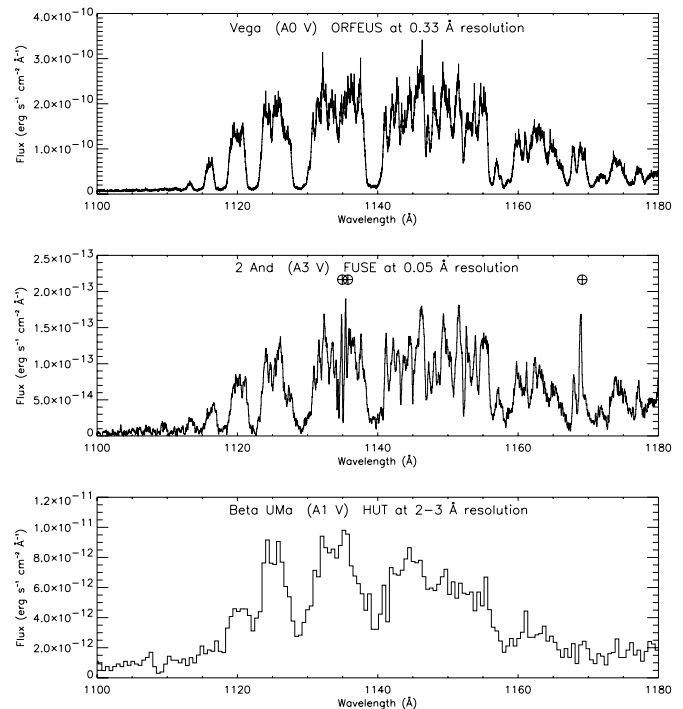 Vega (A0 V) ORFEUS at 0.33 Å resolution
4.0×10⁻¹⁰
3.0×10⁻¹⁰
2.0×10⁻¹⁰
1.0×10⁻¹⁰
0
Flux (erg s⁻¹ cm⁻² Å⁻¹)
1100 1120 1140 1160 1180
Wavelength (Å)
2 And (A3 V) FUSE at 0.05 Å resolution
2.5×10⁻¹³
2.0×10⁻¹³
1.5×10⁻¹³
1.0×10⁻¹³
5.0×10⁻¹⁴
0
Flux (erg s⁻¹ cm⁻² Å⁻¹)
1100 1120 1140 1160 1180
Wavelength (Å)
Beta UMa (A1 V) HUT at 2−3 Å resolution
1.2×10⁻¹¹
1.0×10⁻¹¹
8.0×10⁻¹²
6.0×10⁻¹²
4.0×10⁻¹²
2.0×10⁻¹²
0
Flux (erg s⁻¹ cm⁻² Å⁻¹)
1100 1120 1140 1160 1180
Wavelength (Å)